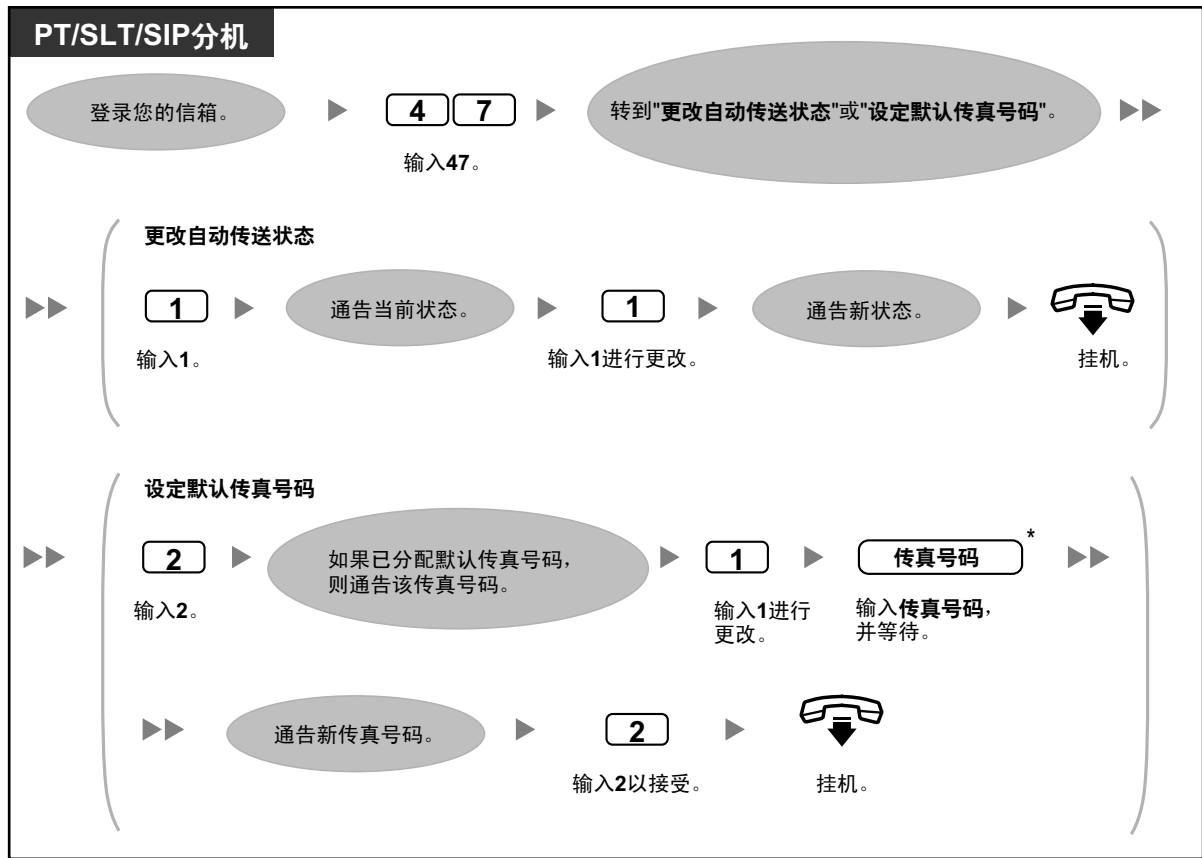 PT/SLT/SIP分机
登录您的信箱。
4 7
转到"更改自动传送状态"或"设定默认传真号码"。
输入47。
更改自动传送状态
1
通告当前状态。
1
通告新状态。
输入1。
输入1进行更改。
挂机。
设定默认传真号码
2
如果已分配默认传真号码，
则通告该传真号码。
1
传真号码*
输入2。
输入1进行
更改。
输入传真号码，
并等待。
通告新传真号码。
2
输入2以接受。
挂机。